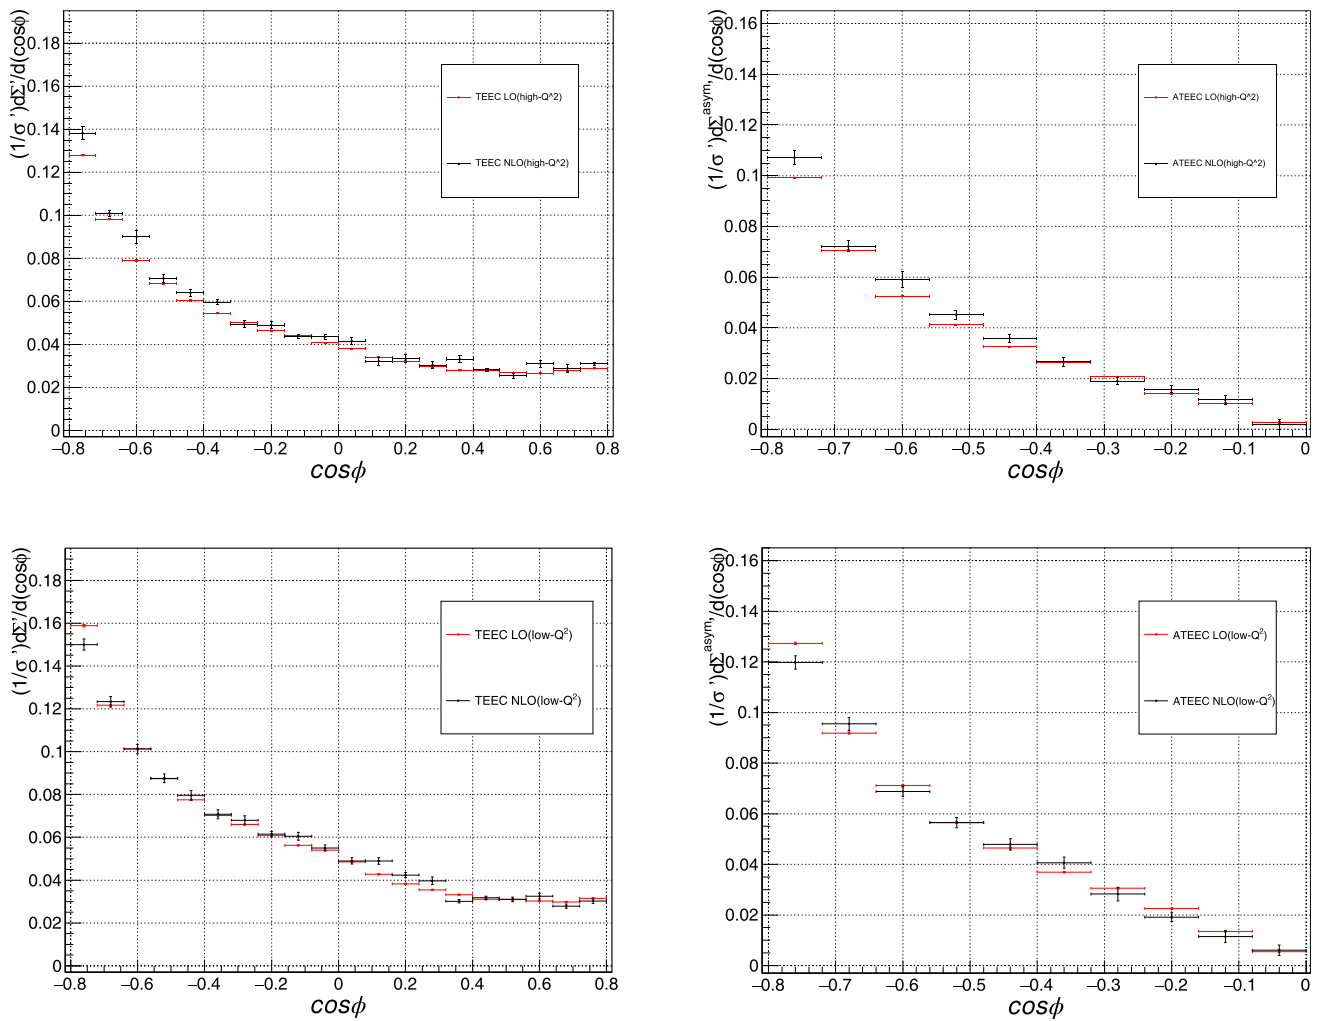 (1/σ ')dΣ'/d(cosϕ)
0.18
0.16
0.14
0.12
0.1
0.08
0.06
0.04
0.02
0
−0.8 −0.6 −0.4 −0.2 0 0.2 0.4 0.6 0.8
cosϕ
TEEC LO(high-Q^2)
TEEC NLO(high-Q^2)
(1/σ ')dΣ^asym,/d(cosϕ)
0.16
0.14
0.12
0.1
0.08
0.06
0.04
0.02
0
−0.8 −0.7 −0.6 −0.5 −0.4 −0.3 −0.2 −0.1 0
cosϕ
ATEEC LO(high-Q^2)
ATEEC NLO(high-Q^2)
(1/σ ')dΣ'/d(cosϕ)
0.18
0.16
0.14
0.12
0.1
0.08
0.06
0.04
0.02
0
−0.8 −0.6 −0.4 −0.2 0 0.2 0.4 0.6 0.8
cosϕ
TEEC LO(low-Q²)
TEEC NLO(low-Q²)
(1/σ ')dΣ^asym,/d(cosϕ)
0.16
0.14
0.12
0.1
0.08
0.06
0.04
0.02
0
−0.8 −0.7 −0.6 −0.5 −0.4 −0.3 −0.2 −0.1 0
cosϕ
ATEEC LO(low-Q²)
ATEEC NLO(low-Q²)